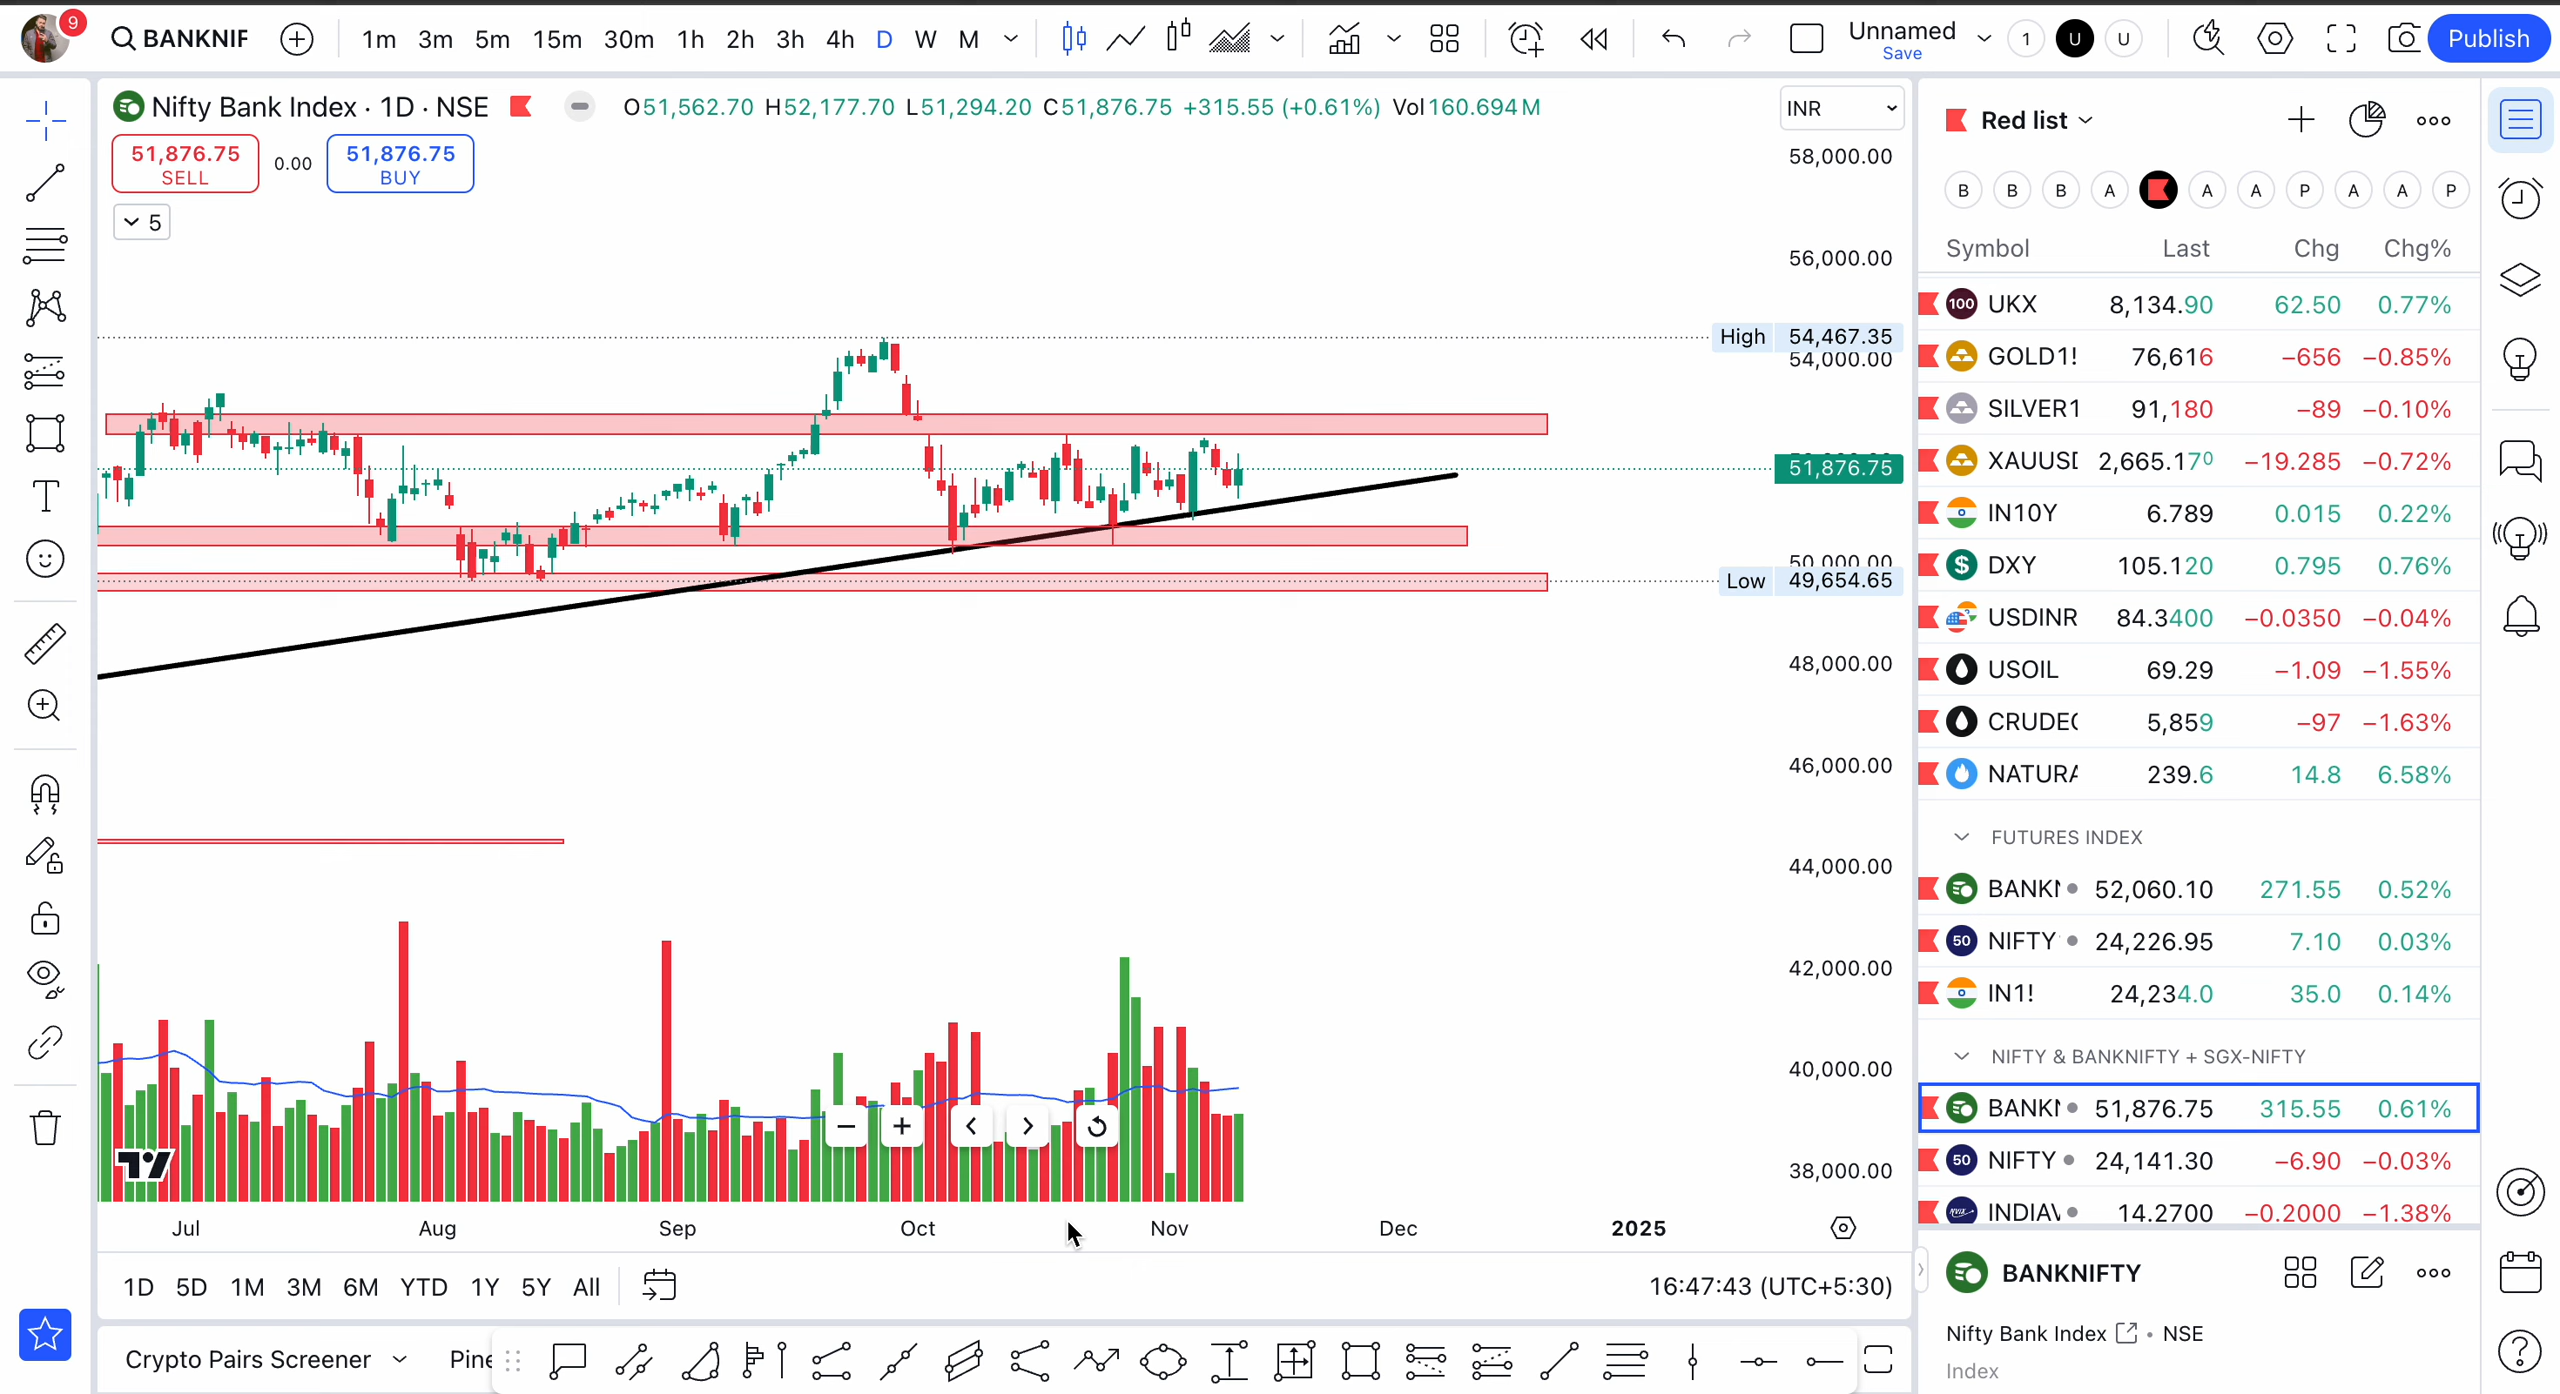 9
BANKNIF 1m 3m 5m 15m 30m 1h 2h 3h 4h D W M Unnamed Save 1 U U Publish
Nifty Bank Index · 1D · NSE O51,562.70 H52,177.70 L51,294.20 C51,876.75 +315.55 (+0.61%) Vol160.694M INR
51,876.75 SELL 0.00 51,876.75 BUY
5
58,000.00
56,000.00
High 54,467.35
54,000.00
51,876.75
50,000.00
Low 49,654.65
48,000.00
46,000.00
44,000.00
42,000.00
40,000.00
38,000.00
Jul Aug Sep Oct Nov Dec 2025
1D 5D 1M 3M 6M YTD 1Y 5Y All 16:47:43 (UTC+5:30)
Crypto Pairs Screener Pine
Red list
B B B A A A P A A P
Symbol Last Chg Chg%
100 UKX 8,134.90 62.50 0.77%
GOLD1! 76,616 −656 −0.85%
SILVER1 91,180 −89 −0.10%
XAUUSD 2,665.170 −19.285 −0.72%
IN10Y 6.789 0.015 0.22%
$ DXY 105.120 0.795 0.76%
USDINR 84.3400 −0.0350 −0.04%
USOIL 69.29 −1.09 −1.55%
CRUDEO 5,859 −97 −1.63%
NATURA 239.6 14.8 6.58%
FUTURES INDEX
BANKN 52,060.10 271.55 0.52%
50 NIFTY 24,226.95 7.10 0.03%
IN1! 24,234.0 35.0 0.14%
NIFTY & BANKNIFTY + SGX-NIFTY
BANKN 51,876.75 315.55 0.61%
50 NIFTY 24,141.30 −6.90 −0.03%
INDIAV 14.2700 −0.2000 −1.38%
BANKNIFTY
Nifty Bank Index • NSE
Index